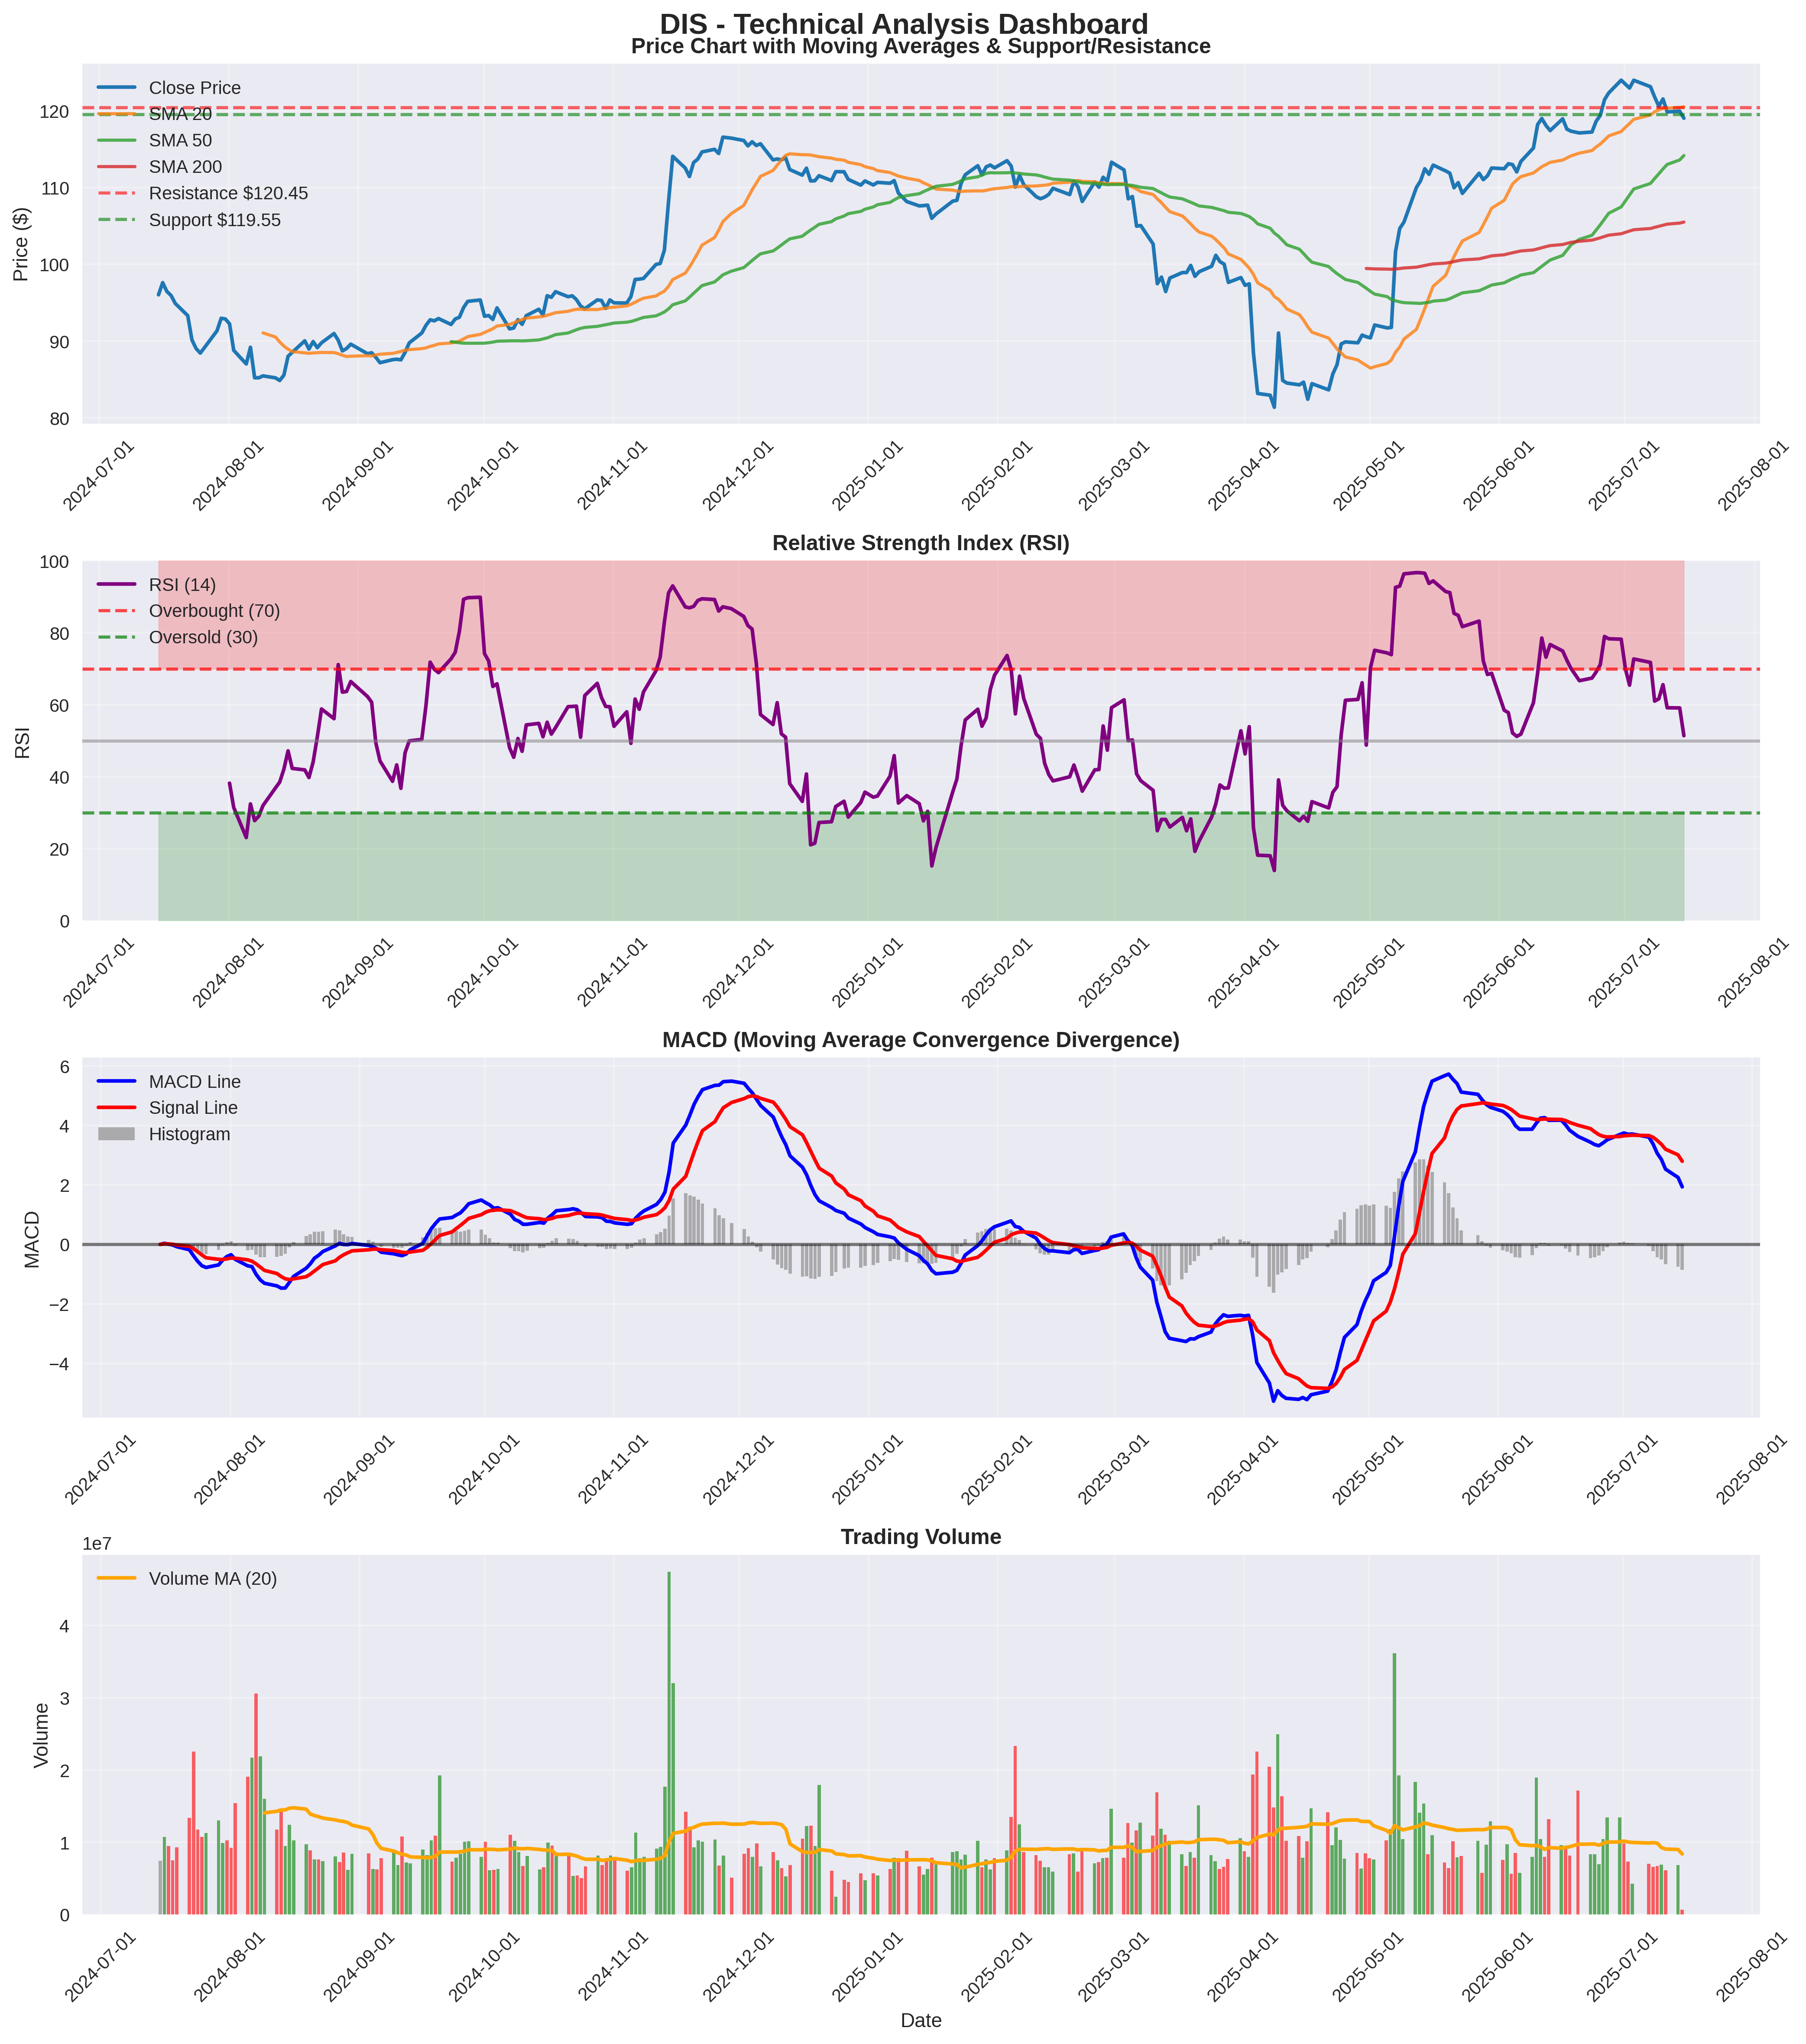 DIS - Technical Analysis Dashboard
Price Chart with Moving Averages & Support/Resistance
Close Price
SMA 20
SMA 50
SMA 200
Resistance $120.45
Support $119.55
Price ($)
120
110
100
90
80
2024-07-01 2024-08-01 2024-09-01 2024-10-01 2024-11-01 2024-12-01 2025-01-01 2025-02-01 2025-03-01 2025-04-01 2025-05-01 2025-06-01 2025-07-01 2025-08-01
Relative Strength Index (RSI)
RSI (14)
Overbought (70)
Oversold (30)
RSI
100
80
60
40
20
0
2024-07-01 2024-08-01 2024-09-01 2024-10-01 2024-11-01 2024-12-01 2025-01-01 2025-02-01 2025-03-01 2025-04-01 2025-05-01 2025-06-01 2025-07-01 2025-08-01
MACD (Moving Average Convergence Divergence)
MACD Line
Signal Line
Histogram
MACD
6
4
2
0
−2
−4
2024-07-01 2024-08-01 2024-09-01 2024-10-01 2024-11-01 2024-12-01 2025-01-01 2025-02-01 2025-03-01 2025-04-01 2025-05-01 2025-06-01 2025-07-01 2025-08-01
Trading Volume
1e7
Volume MA (20)
Volume
4
3
2
1
0
2024-07-01 2024-08-01 2024-09-01 2024-10-01 2024-11-01 2024-12-01 2025-01-01 2025-02-01 2025-03-01 2025-04-01 2025-05-01 2025-06-01 2025-07-01 2025-08-01
Date